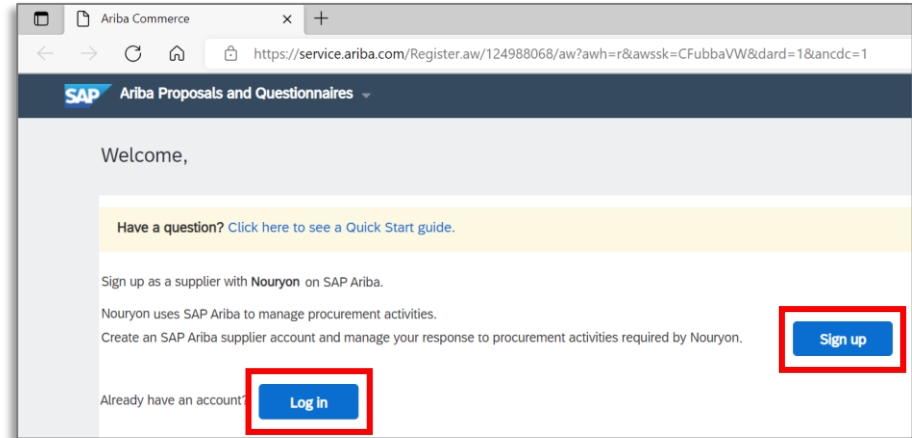 Ariba Commerce
https://service.ariba.com/Register.aw/124988068/aw?awh=r&awssk=CFubbaVW&dard=1&ancdc=1
SAP Ariba Proposals and Questionnaires
Welcome,
Have a question? Click here to see a Quick Start guide.
Sign up as a supplier with Nouryon on SAP Ariba.
Nouryon uses SAP Ariba to manage procurement activities.
Create an SAP Ariba supplier account and manage your response to procurement activities required by Nouryon.
Sign up
Already have an account?
Log in